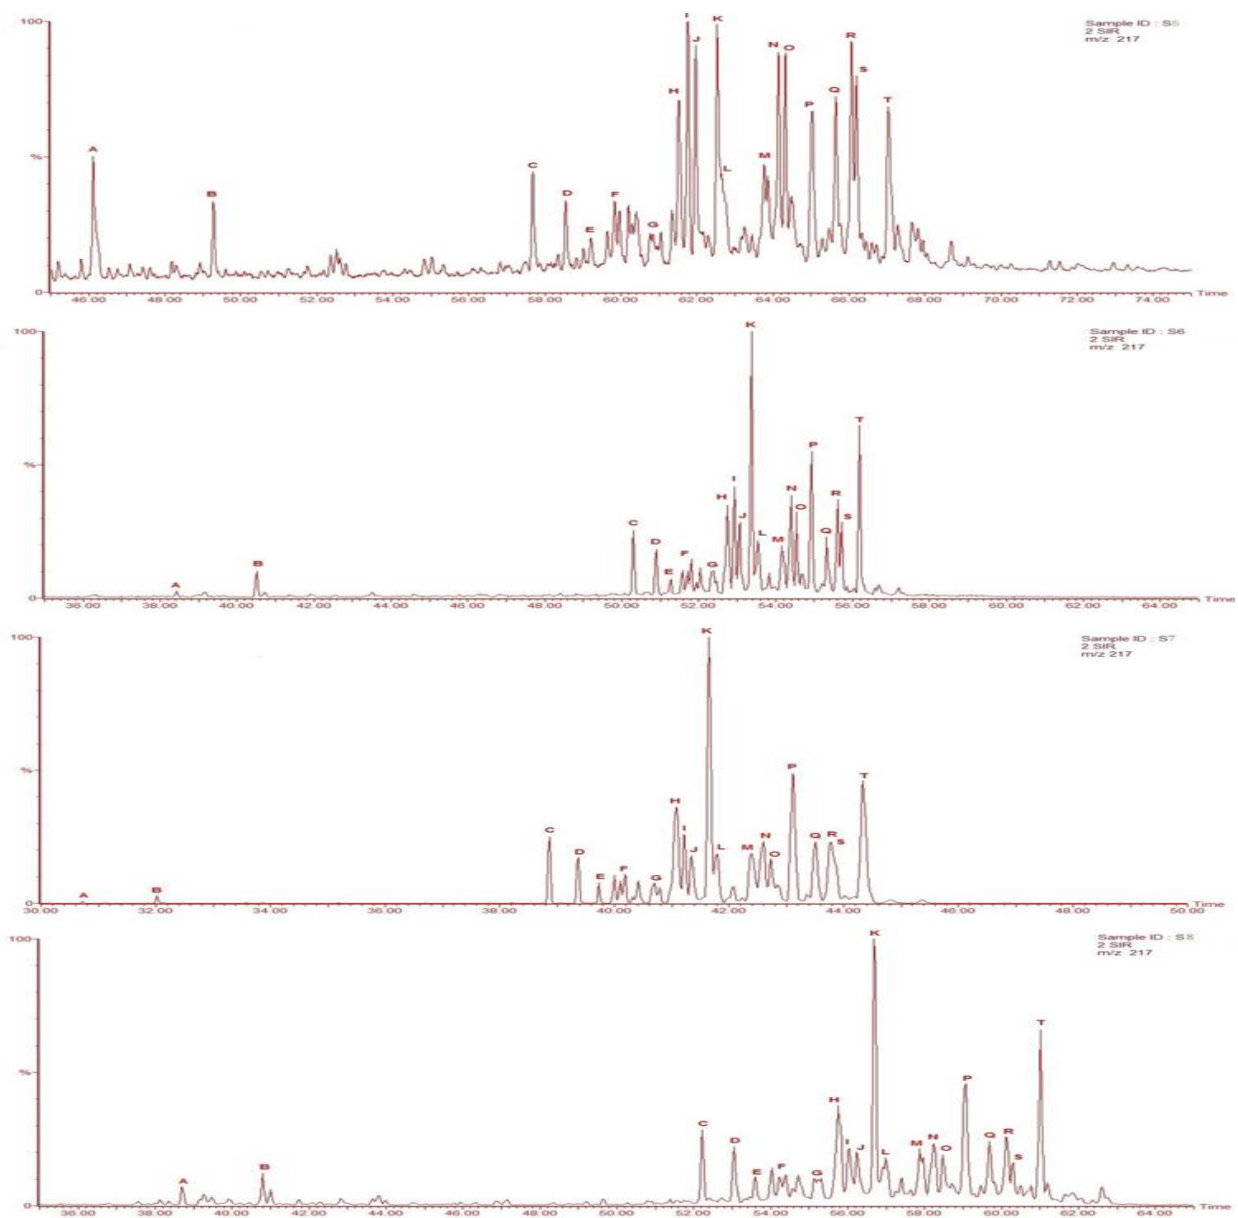 100
Sample ID : S5
2 SIR
m/z 217
I
K
J
R
N
O
S
H
Q
T
P
A
%
M
L
C
B
D
F
E
G
0
46.00 48.00 50.00 52.00 54.00 56.00 58.00 60.00 62.00 64.00 66.00 68.00 70.00 72.00 74.00 Time
K
100
Sample ID : S6
2 SIR
m/z 217
T
P
%
I
H
N
R
O
J
S
C
L
Q
D
M
F
B
G
E
A
0
36.00 38.00 40.00 42.00 44.00 46.00 48.00 50.00 52.00 54.00 56.00 58.00 60.00 62.00 64.00 Time
K
100
Sample ID : S7
2 SIR
m/z 217
%
P
T
H
C
I
N
Q
R
S
D
J
L
M
O
F
E
G
B
A
30.00 32.00 34.00 36.00 38.00 40.00 42.00 44.00 46.00 48.00 50.00 Time
K
100
Sample ID : S8
2 SIR
m/z 217
T
%
P
H
C
D
I
J
M
N
R
Q
O
L
S
B
F
E
G
A
0
36.00 38.00 40.00 42.00 44.00 46.00 48.00 50.00 52.00 54.00 56.00 58.00 60.00 62.00 64.00 Time